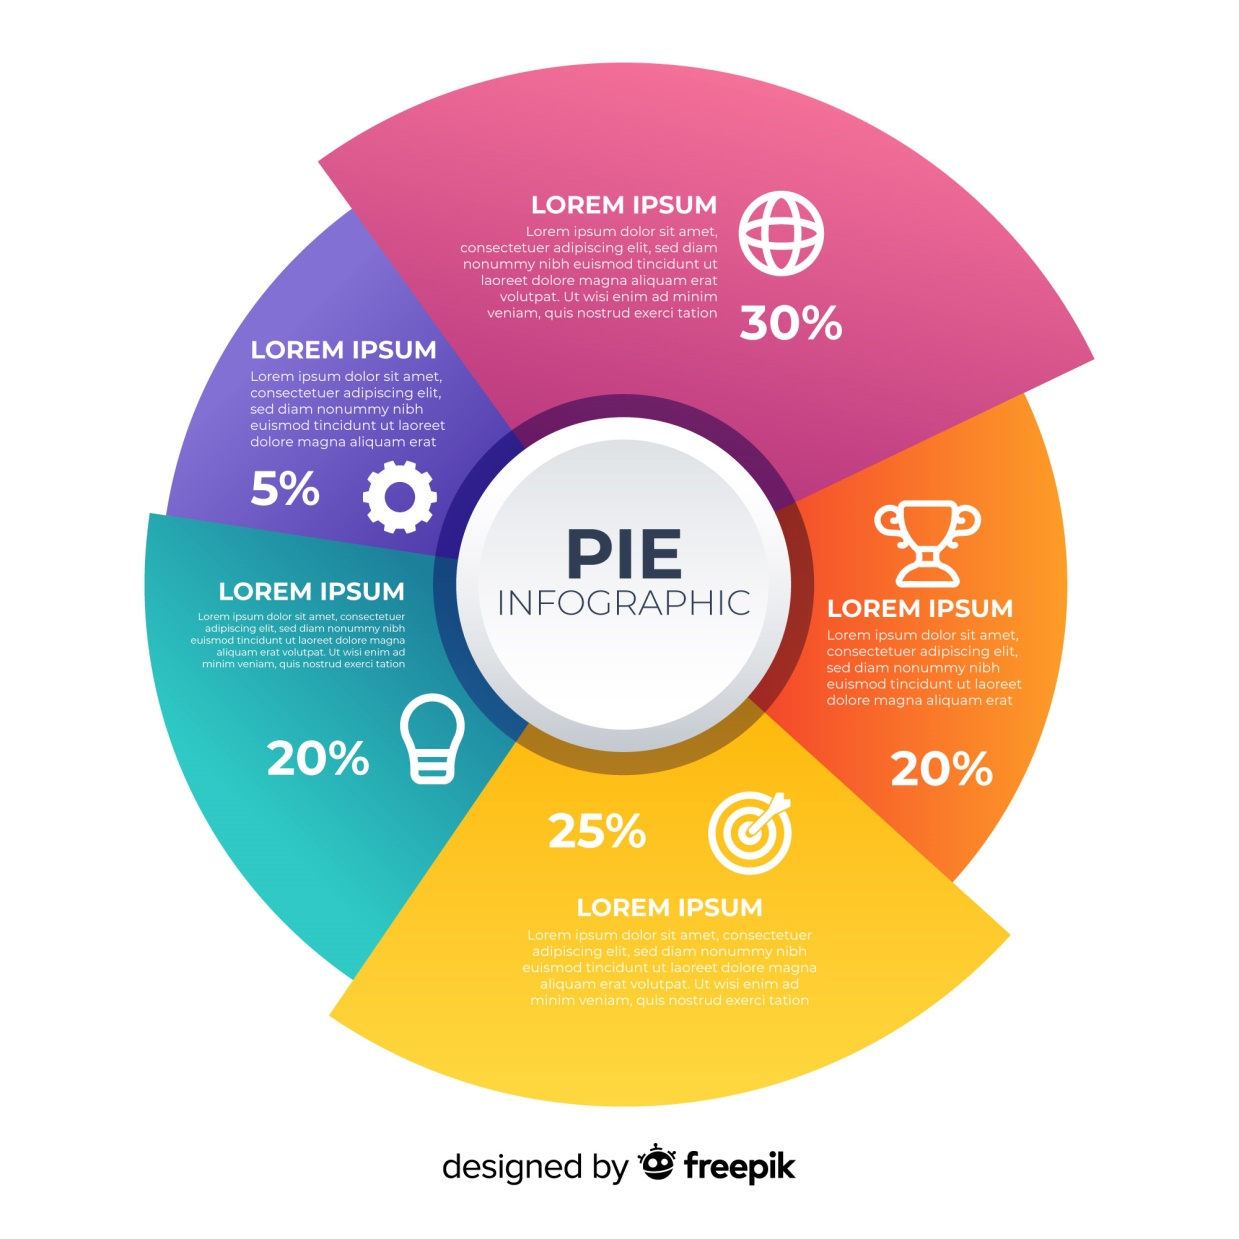 LOREM IPSUM
Lorem ipsum dolor sit amet,
consectetuer adipiscing elit, sed diam
nonummy nibh euismod tincidunt ut
laoreet dolore magna aliquam erat
volutpat. Ut wisi enim ad minim
veniam, quis nostrud exerci tation
30%
LOREM IPSUM
Lorem ipsum dolor sit amet,
consectetuer adipiscing elit,
sed diam nonummy nibh
euismod tincidunt ut laoreet
dolore magna aliquam erat
5%
PIE
INFOGRAPHIC
LOREM IPSUM
Lorem ipsum dolor sit amet,
consectetuer adipiscing elit,
sed diam nonummy nibh
euismod tincidunt ut laoreet
dolore magna aliquam erat
20%
LOREM IPSUM
Lorem ipsum dolor sit amet, consectetuer
adipiscing elit, sed diam nonummy nibh
euismod tincidunt ut laoreet dolore magna
aliquam erat volutpat. Ut wisi enim ad
minim veniam, quis nostrud exerci tation
20%
25%
LOREM IPSUM
Lorem ipsum dolor sit amet, consectetuer
adipiscing elit, sed diam nonummy nibh
euismod tincidunt ut laoreet dolore magna
aliquam erat volutpat. Ut wisi enim ad
minim veniam, quis nostrud exerci tation
designed by freepik